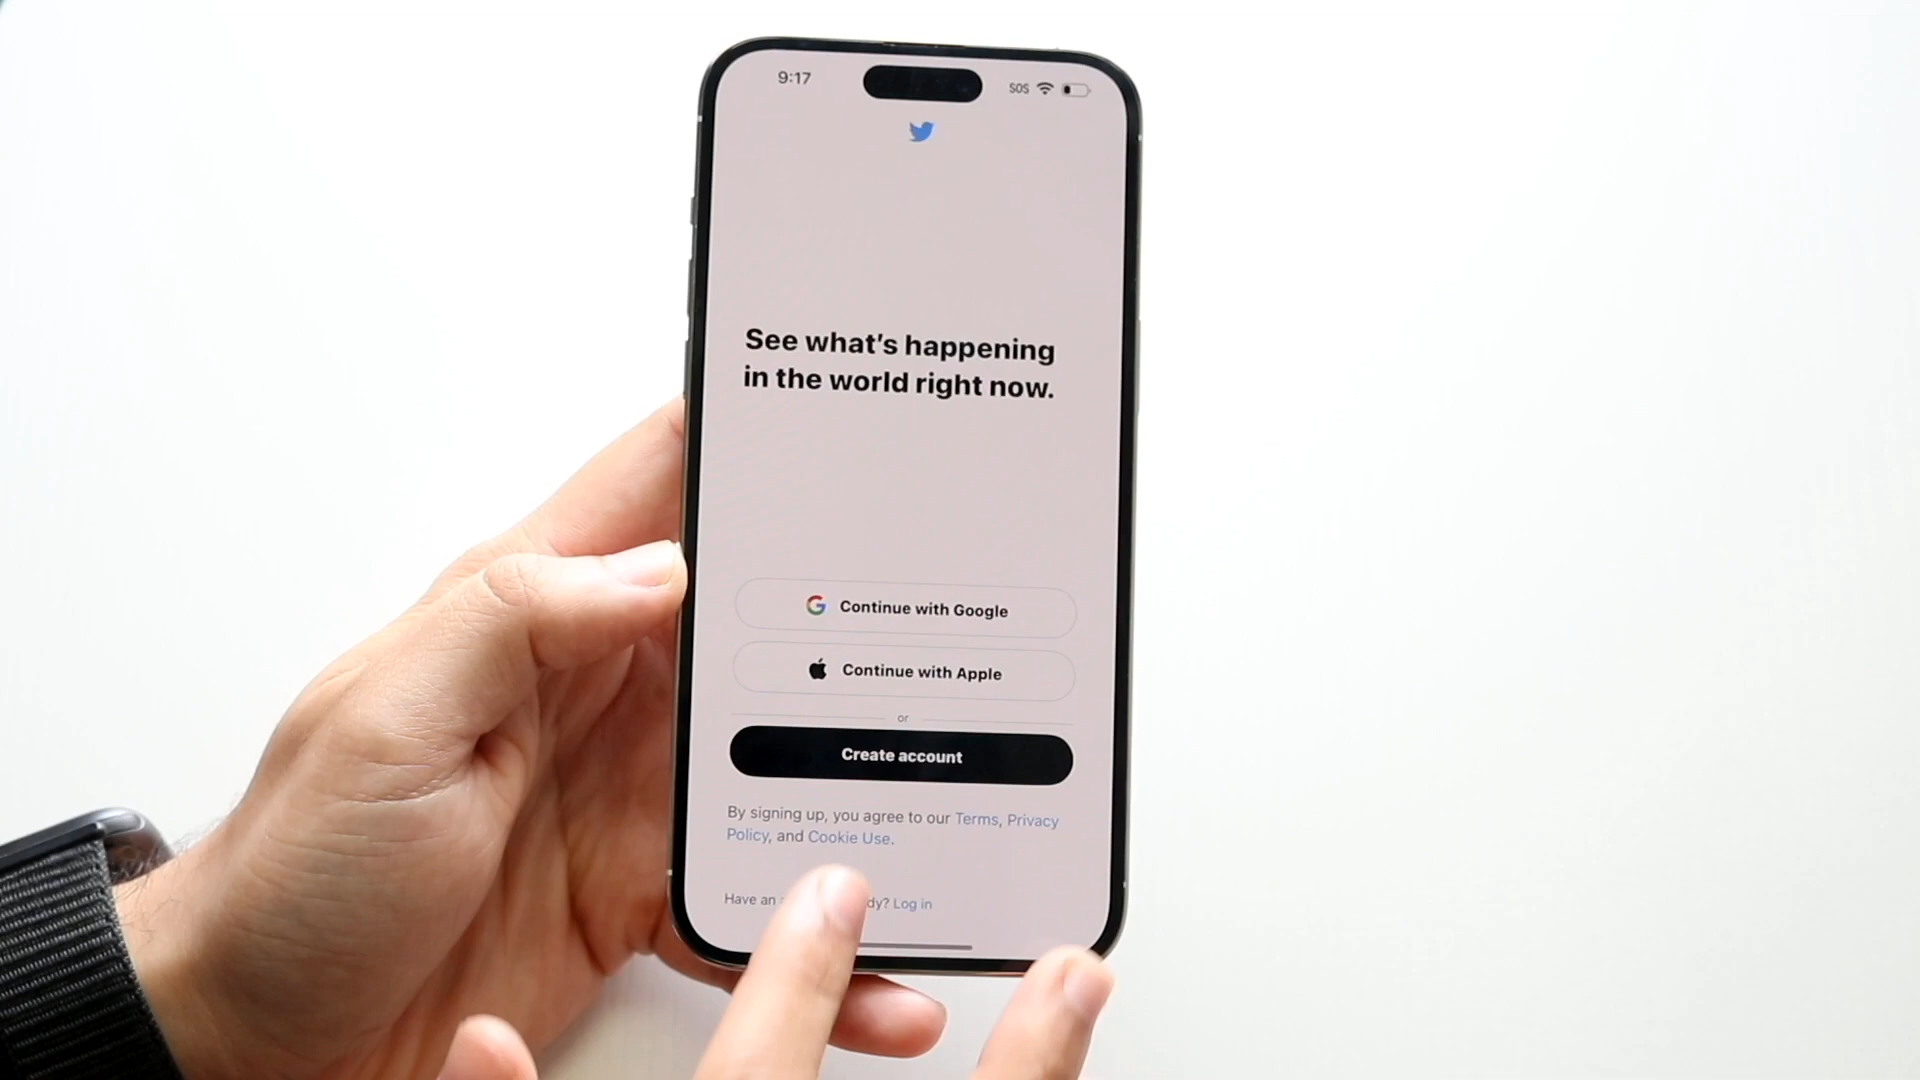 9:17
SOS
See what's happening
in the world right now.
Continue with Google
Continue with Apple
or
Create account
By signing up, you agree to our Terms, Privacy
Policy, and Cookie Use.
Have an dy? Log in